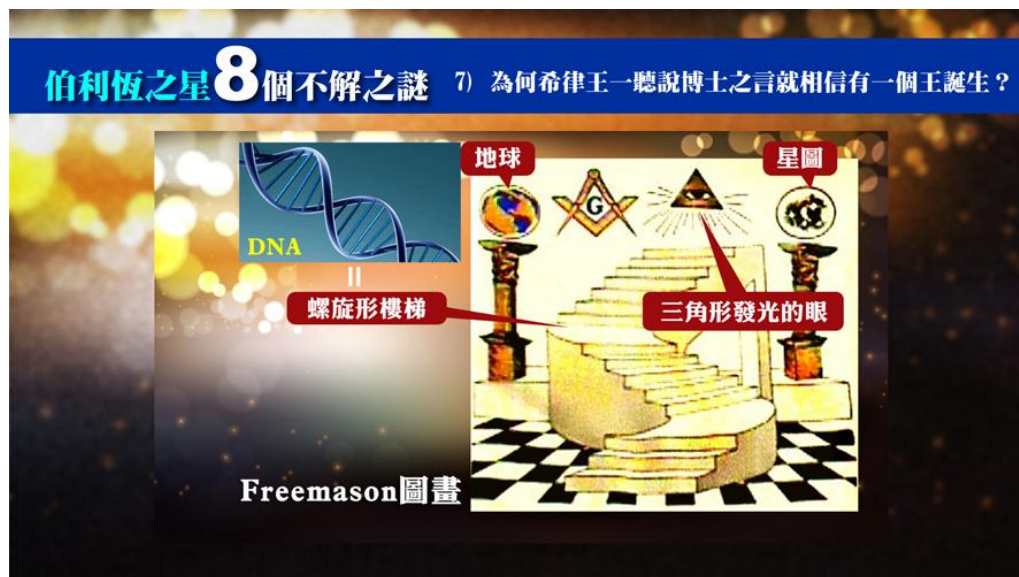 伯利恆之星8個不解之謎 7) 為何希律王一聽說博士之言就相信有一個王誕生？
地球
星圖
G
DNA
=
螺旋形樓梯
三角形發光的眼
Freemason圖畫